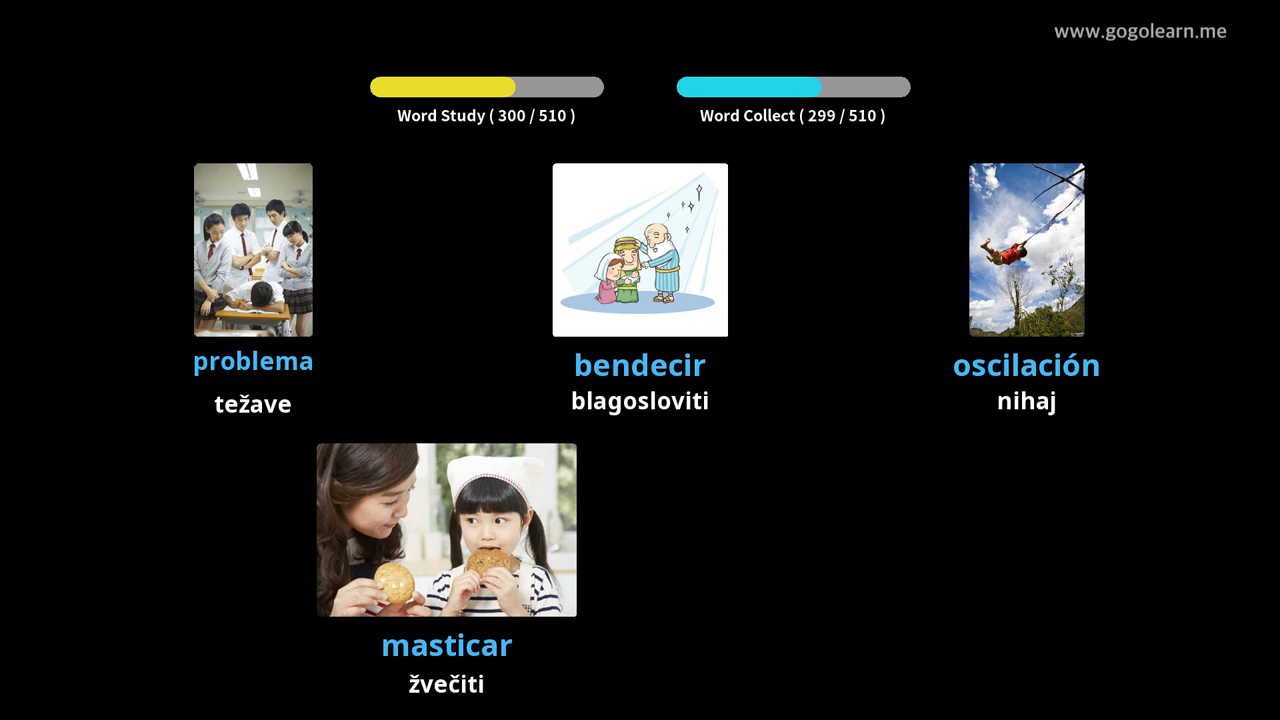 www.gogolearn.me
Word Study ( 300 / 510 )
Word Collect ( 299 / 510 )
problema
težave
bendecir
blagosloviti
oscilación
nihaj
masticar
žvečiti